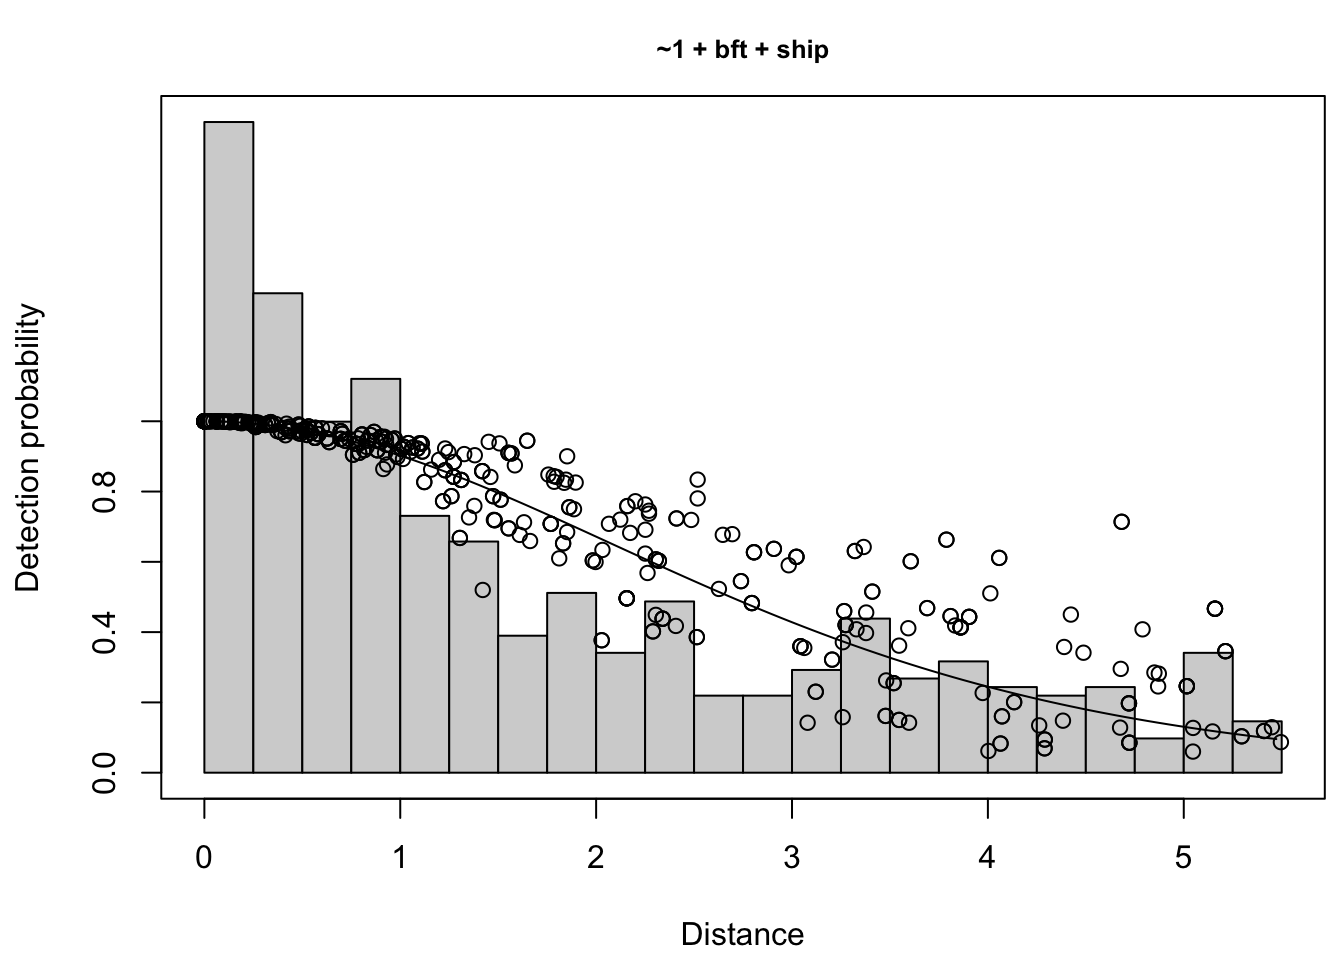 ~1 + bft + ship
Detection probability
0.8
0.4
0.0
0 1 2 3 4 5
Distance